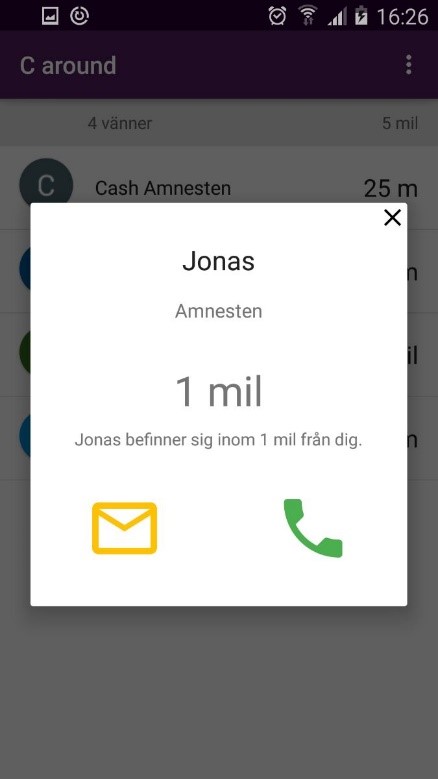 16:26
C around
4 vänner
5 mil
C
Cash Amnesten
25 m
Jonas
Amnesten
1 mil
Jonas befinner sig inom 1 mil från dig.